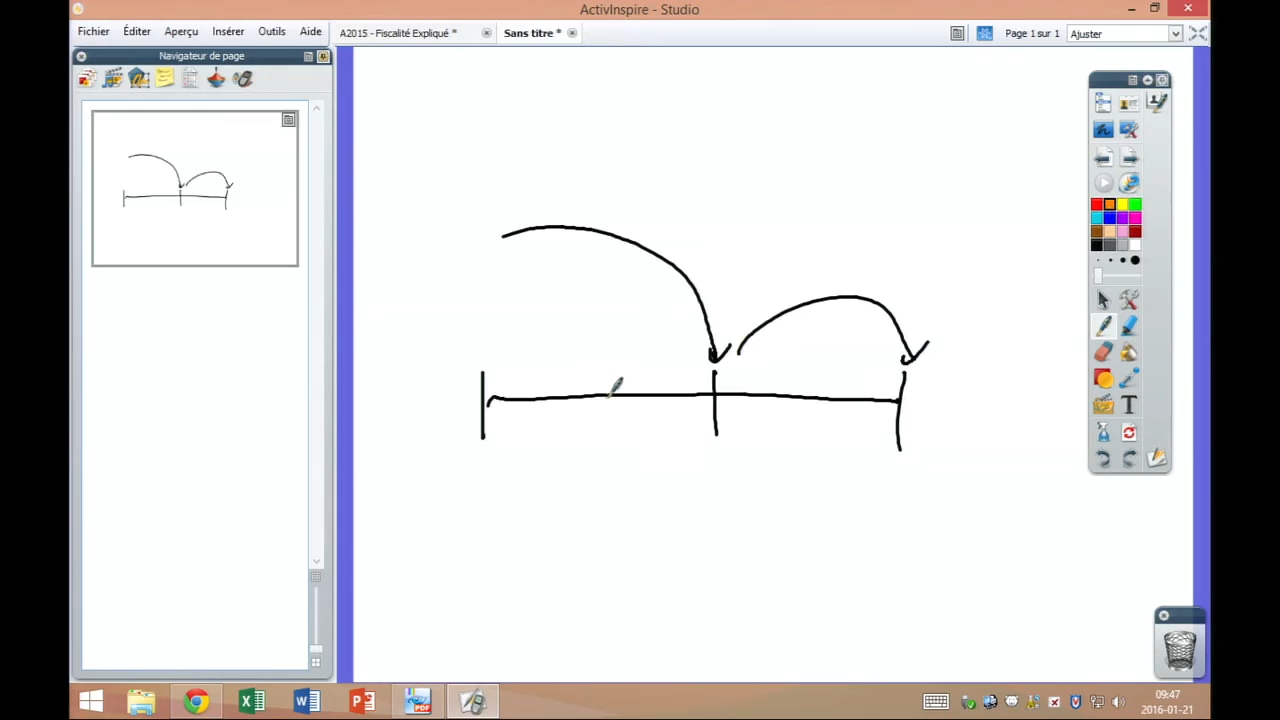 ActivInspire - Studio
Fichier Éditer Aperçu Insérer Outils Aide
A2015 - Fiscalité Expliqué *
Sans titre *
Page 1 sur 1
Ajuster
Navigateur de page
09:47
2016-01-21